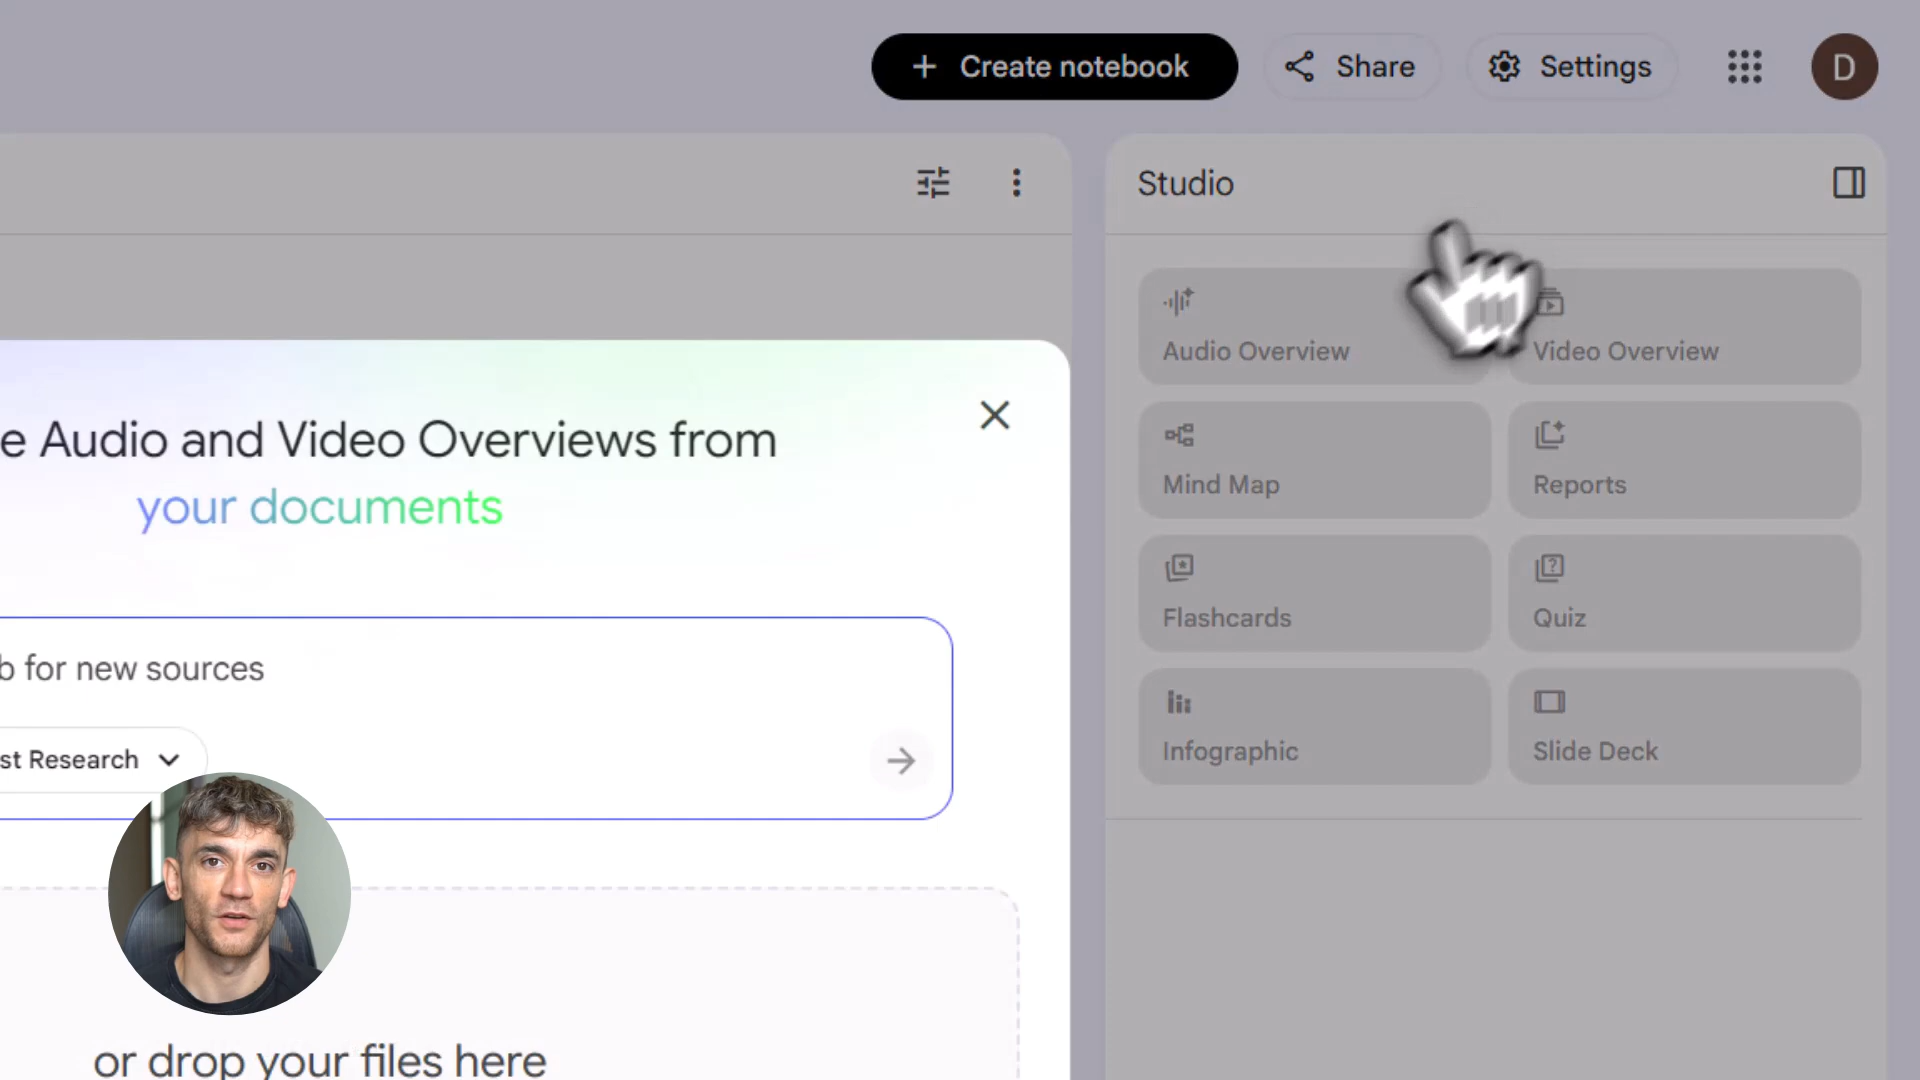 Create notebook
Share
Settings
D
Studio
Audio Overview
Video Overview
Mind Map
Reports
Flashcards
Quiz
Infographic
Slide Deck
e Audio and Video Overviews from
your documents
b for new sources
st Research
or drop your files here